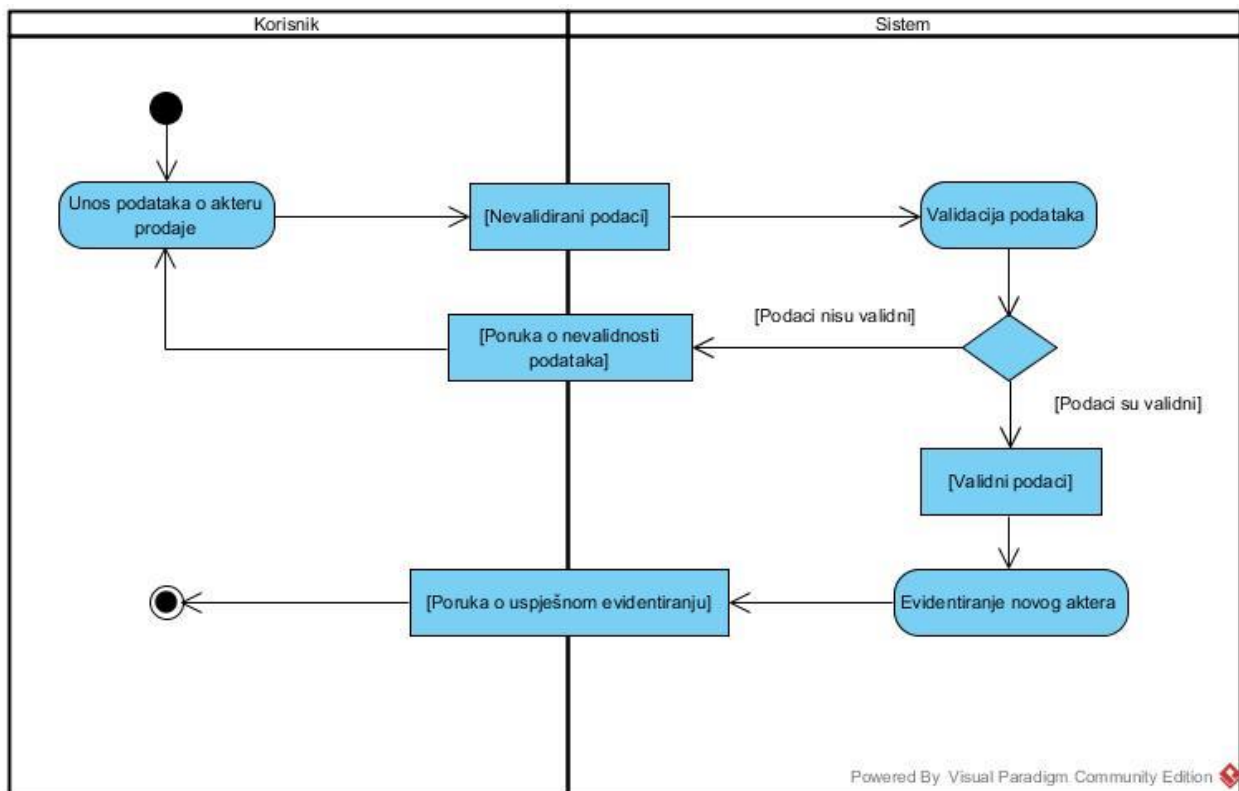 Korisnik
Sistem
Unos podataka o akteru
prodaje
[Nevalidirani podaci]
Validacija podataka
[Podaci nisu validni]
[Poruka o nevalidnosti
podataka]
[Podaci su validni]
[Validni podaci]
[Poruka o uspješnom evidentiranju]
Evidentiranje novog aktera
Powered By Visual Paradigm Community Edition